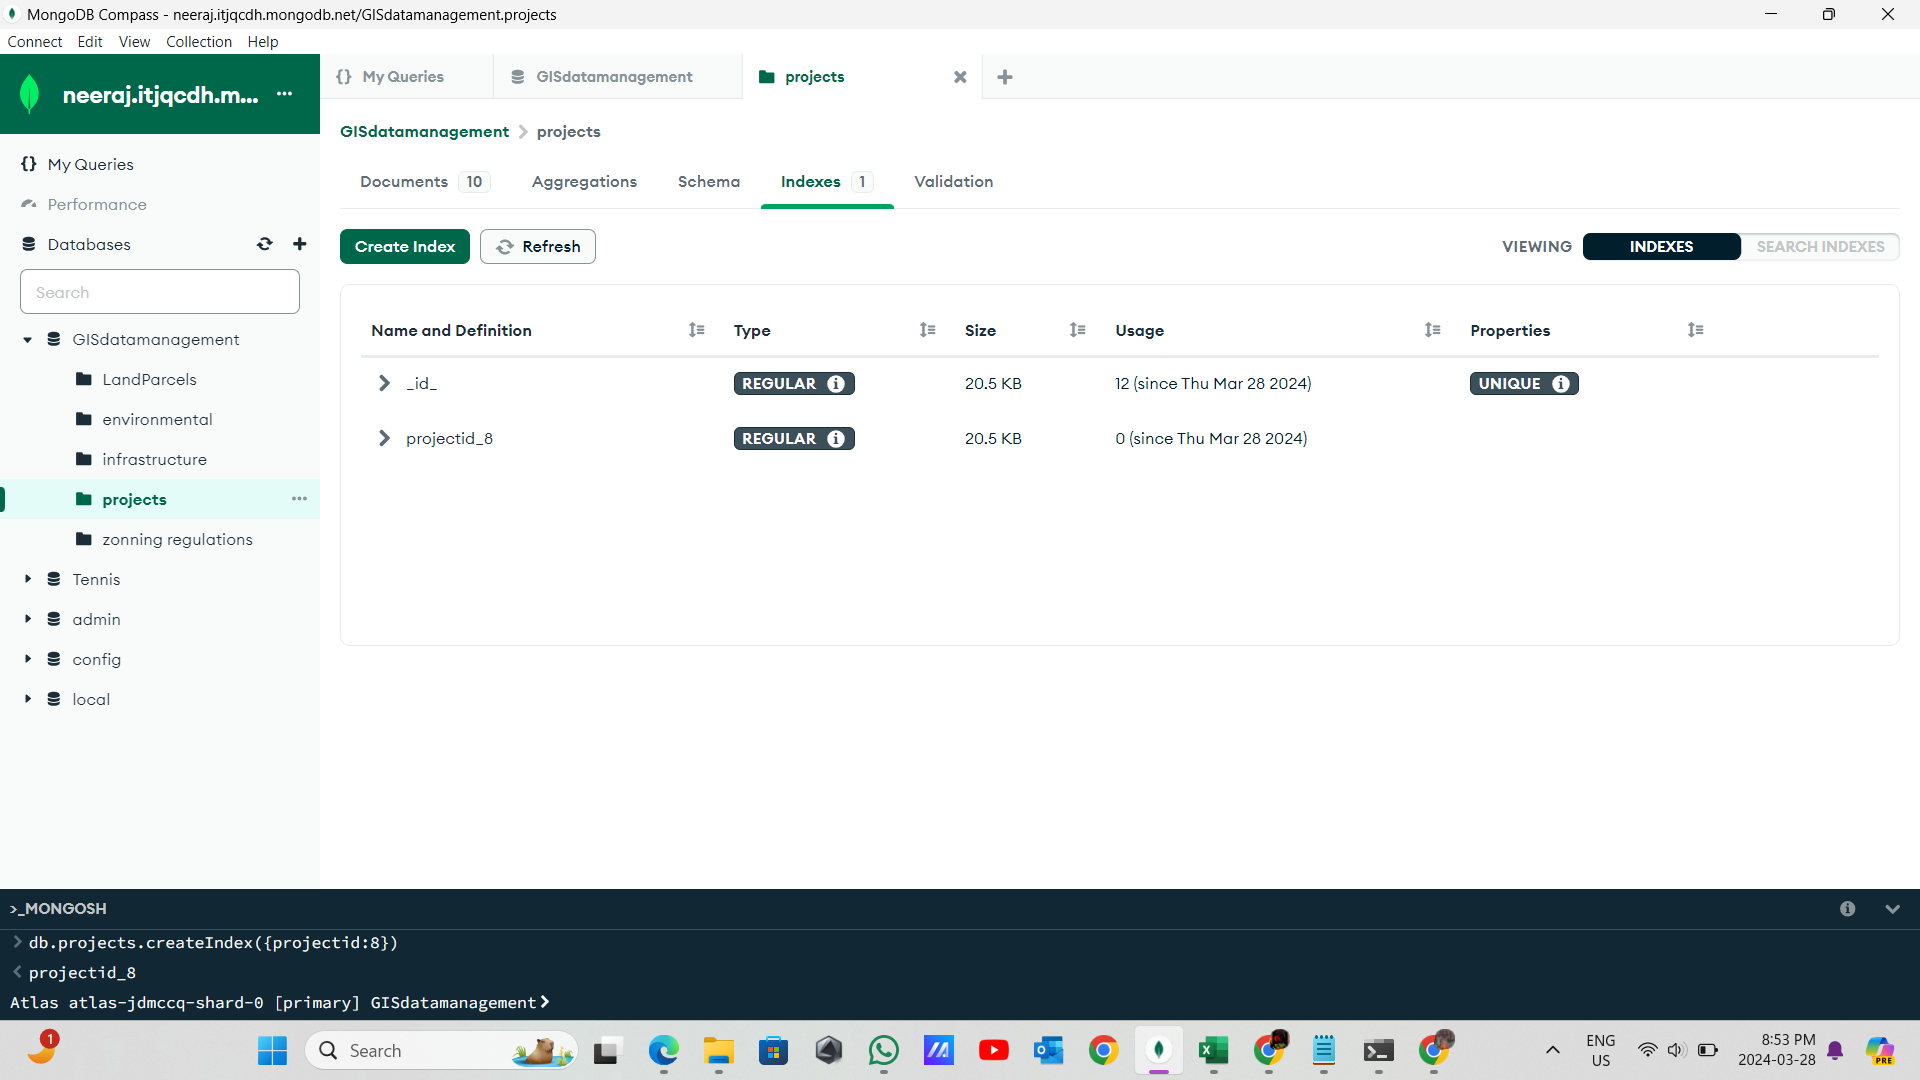 MongoDB Compass - neeraj.itjqcdh.mongodb.net/GISdatamanagement.projects
Connect Edit View Collection Help
neeraj.itjqcdh.m... ...
{} My Queries
Performance
Databases
Search
GISdatamanagement
LandParcels
environmental
infrastructure
projects ...
zonning regulations
Tennis
admin
config
local
{} My Queries GISdatamanagement projects
GISdatamanagement > projects
Documents 10 Aggregations Schema Indexes 1 Validation
Create Index Refresh VIEWING INDEXES SEARCH INDEXES
Name and Definition Type Size Usage Properties
_id_ REGULAR 20.5 KB 12 (since Thu Mar 28 2024) UNIQUE
projectid_8 REGULAR 20.5 KB 0 (since Thu Mar 28 2024)
>_MONGOSH
> db.projects.createIndex({projectid:8})
< projectid_8
Atlas atlas-jdmccq-shard-0 [primary] GISdatamanagement>
1 Search ENG 8:53 PM
US 2024-03-28 PRE